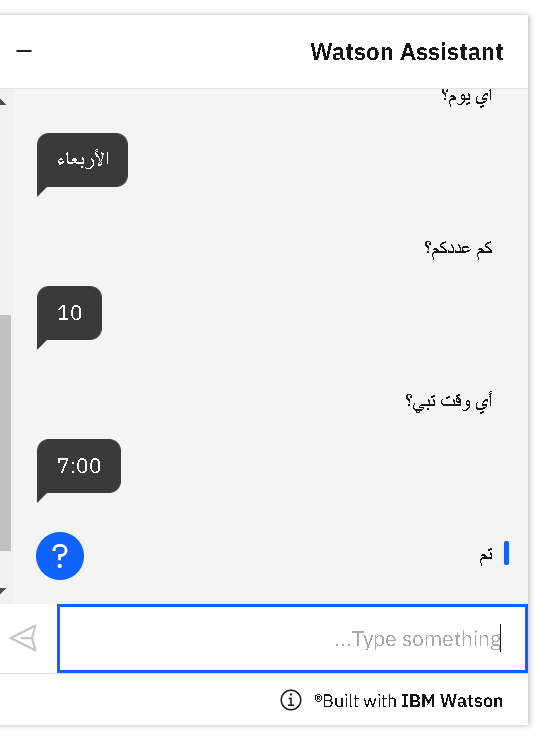 Watson Assistant
اي يوم؟
الأربعاء
كم عددكم؟
10
أي وقت تبي؟
7:00
تم
?
...Type something
®Built with IBM Watson